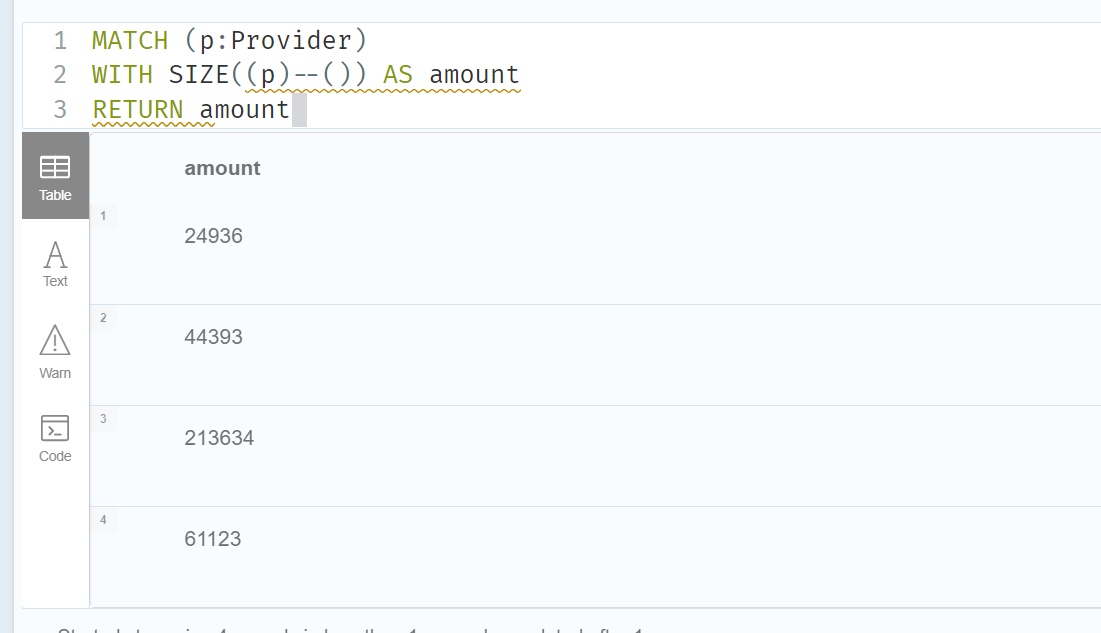 1 MATCH (p:Provider)
2 WITH SIZE((p)--()) AS amount
3 RETURN amount
Table
Text
Warn
Code
amount
1
24936
2
44393
3
213634
4
61123